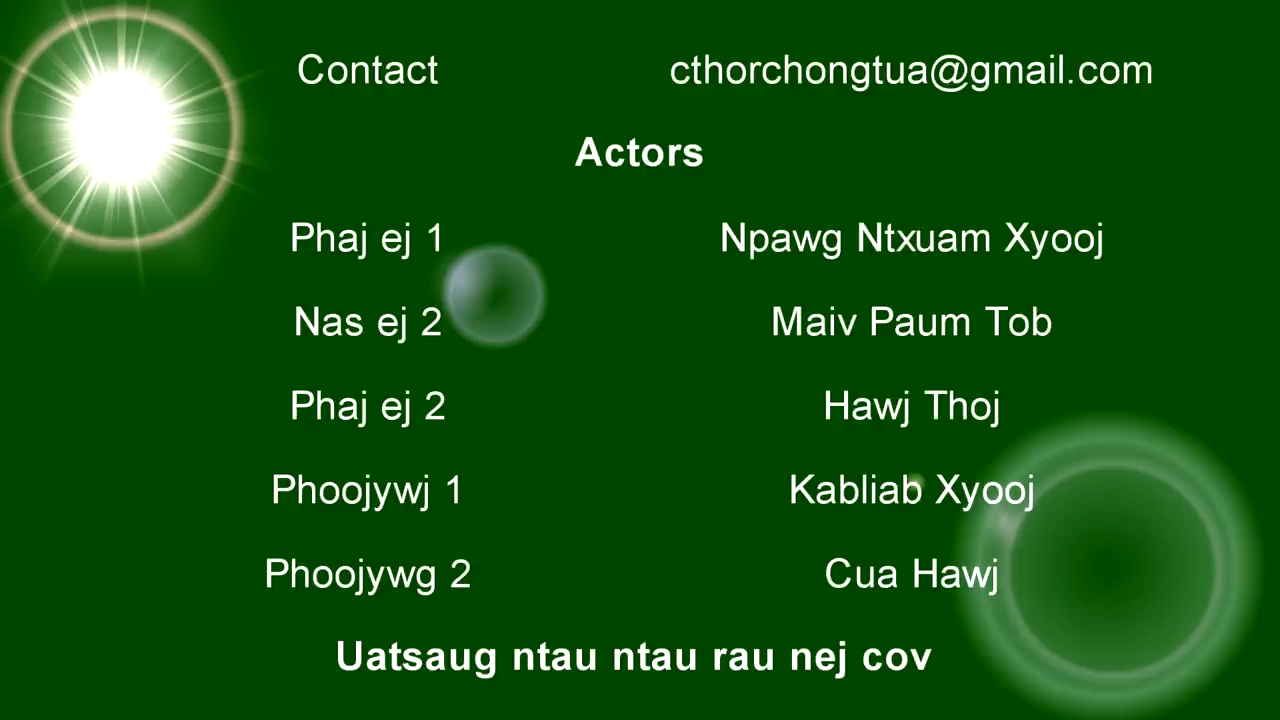 Contact cthorchongtua@gmail.com
Actors
Phaj ej 1 Npawg Ntxuam Xyooj
Nas ej 2 Maiv Paum Tob
Phaj ej 2 Hawj Thoj
Phoojywj 1 Kabliab Xyooj
Phoojywg 2 Cua Hawj
Uatsaug ntau ntau rau nej cov